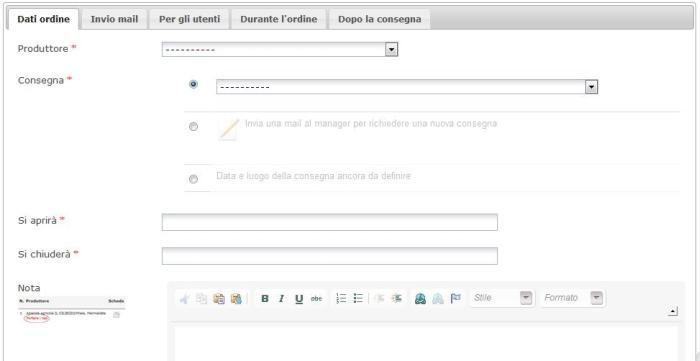 Dati ordine Invio mail Per gli utenti Durante l'ordine Dopo la consegna
Produttore * ----------
Consegna * ----------
Invia una mail al manager per richiedere una nuova consegna
Data e luogo della consegna ancora da definire
Si aprirà *
Si chiuderà *
Nota
N. Produttore Scheda
B I U abc Stile Formato